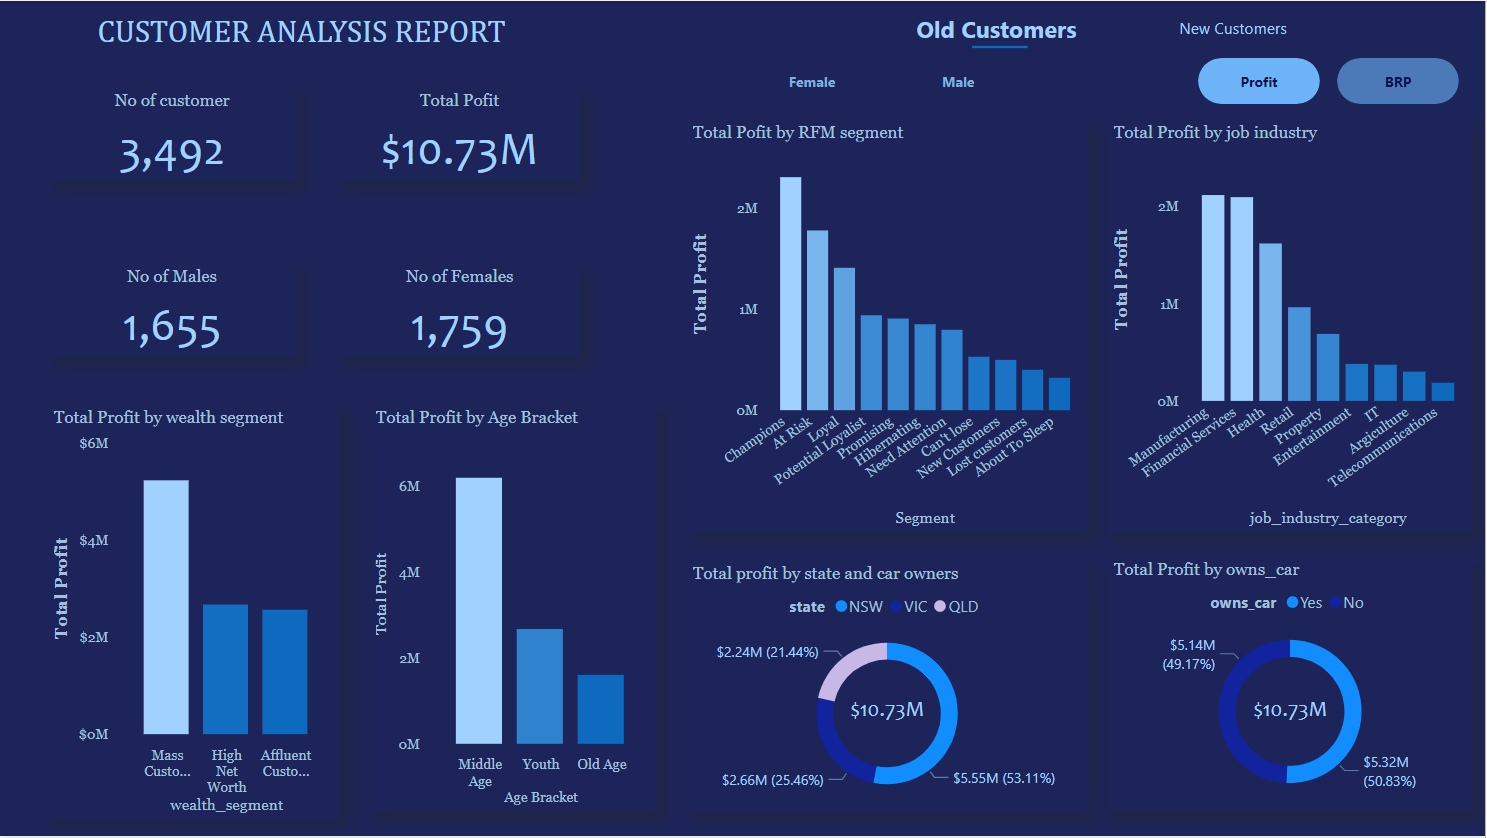 CUSTOMER ANALYSIS REPORT
Old Customers
New Customers
Female
Male
Profit
BRP
No of customer
3,492
Total Pofit
$10.73M
No of Males
1,655
No of Females
1,759
Total Pofit by RFM segment
Total Profit
2M
1M
0M
Champions
At Risk
Loyal
Potential Loyalist
Promising
Hibernating
Need Attention
Can't lose
New Customers
Lost customers
About To Sleep
Segment
Total Profit by job industry
Total Profit
2M
1M
0M
Manufacturing
Financial Services
Health
Retail
Property
Entertainment
IT
Argiculture
Telecommunications
job_industry_category
Total Profit by wealth segment
Total Profit
$6M
$4M
$2M
$0M
Mass
Custo...
High
Net
Worth
Affluent
Custo...
wealth_segment
Total Profit by Age Bracket
Total Profit
6M
4M
2M
0M
Middle
Age
Youth
Old Age
Age Bracket
Total profit by state and car owners
state NSW VIC QLD
$2.24M (21.44%)
$10.73M
$2.66M (25.46%)
$5.55M (53.11%)
Total Profit by owns_car
owns_car Yes No
$5.14M
(49.17%)
$10.73M
$5.32M
(50.83%)